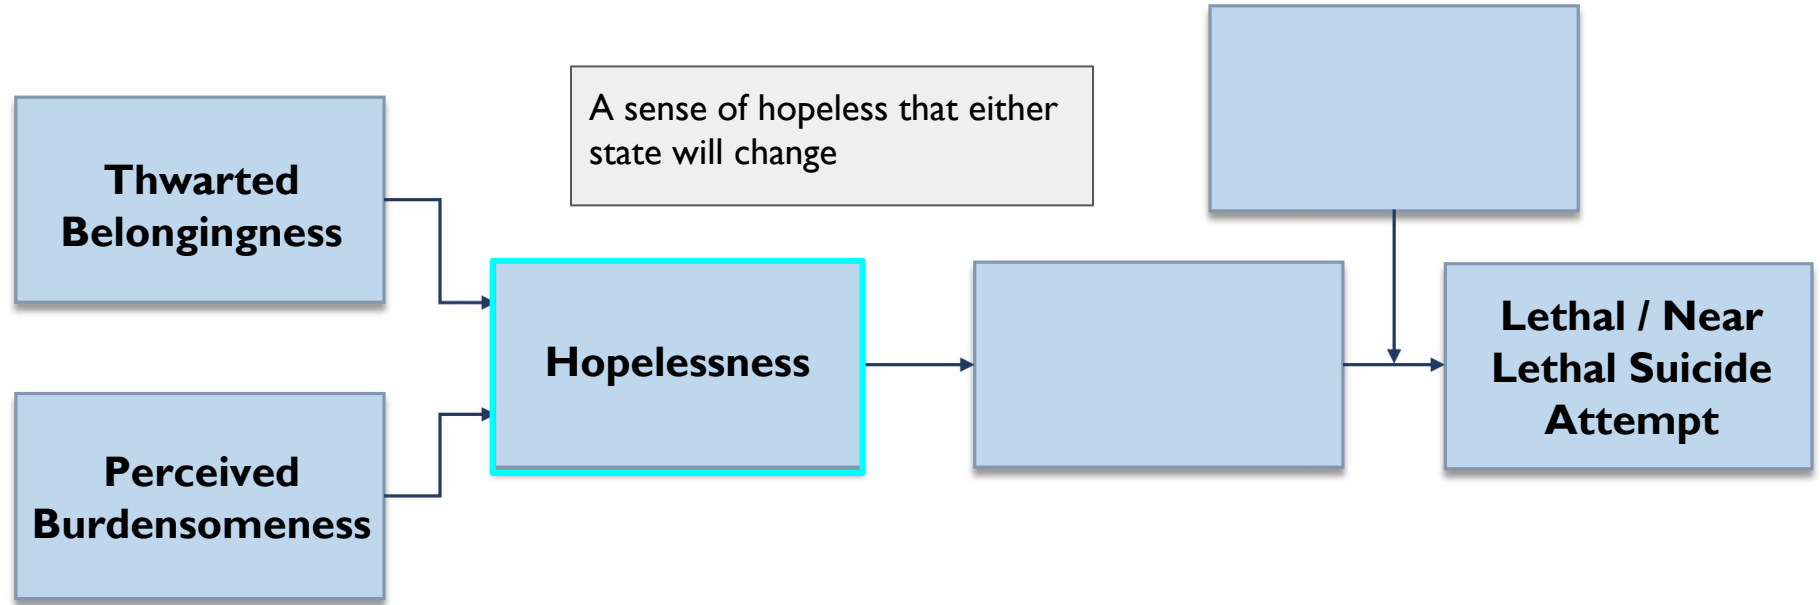 A sense of hopeless that either
state will change
Thwarted
Belongingness
Hopelessness
Perceived
Burdensomeness
Lethal / Near
Lethal Suicide
Attempt